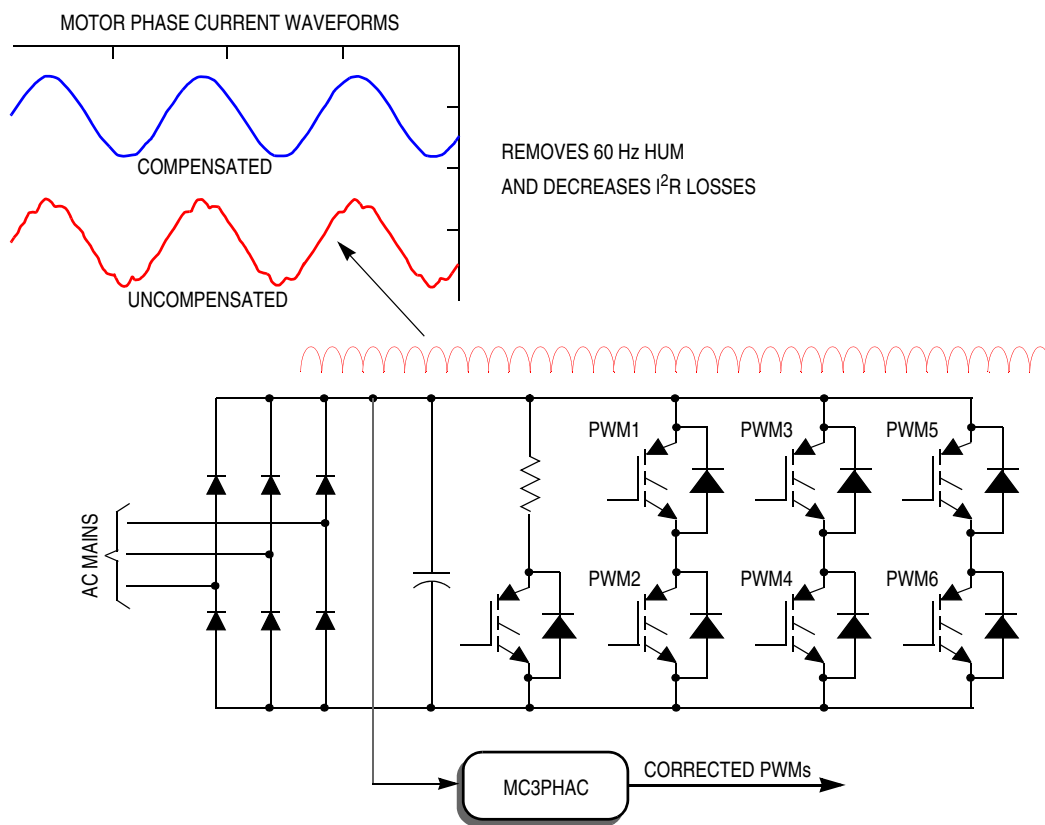 MOTOR PHASE CURRENT WAVEFORMS
COMPENSATED
REMOVES 60 Hz HUM
AND DECREASES I²R LOSSES
UNCOMPENSATED
PWM1
PWM3
PWM5
AC MAINS
PWM2
PWM4
PWM6
MC3PHAC
CORRECTED PWMs